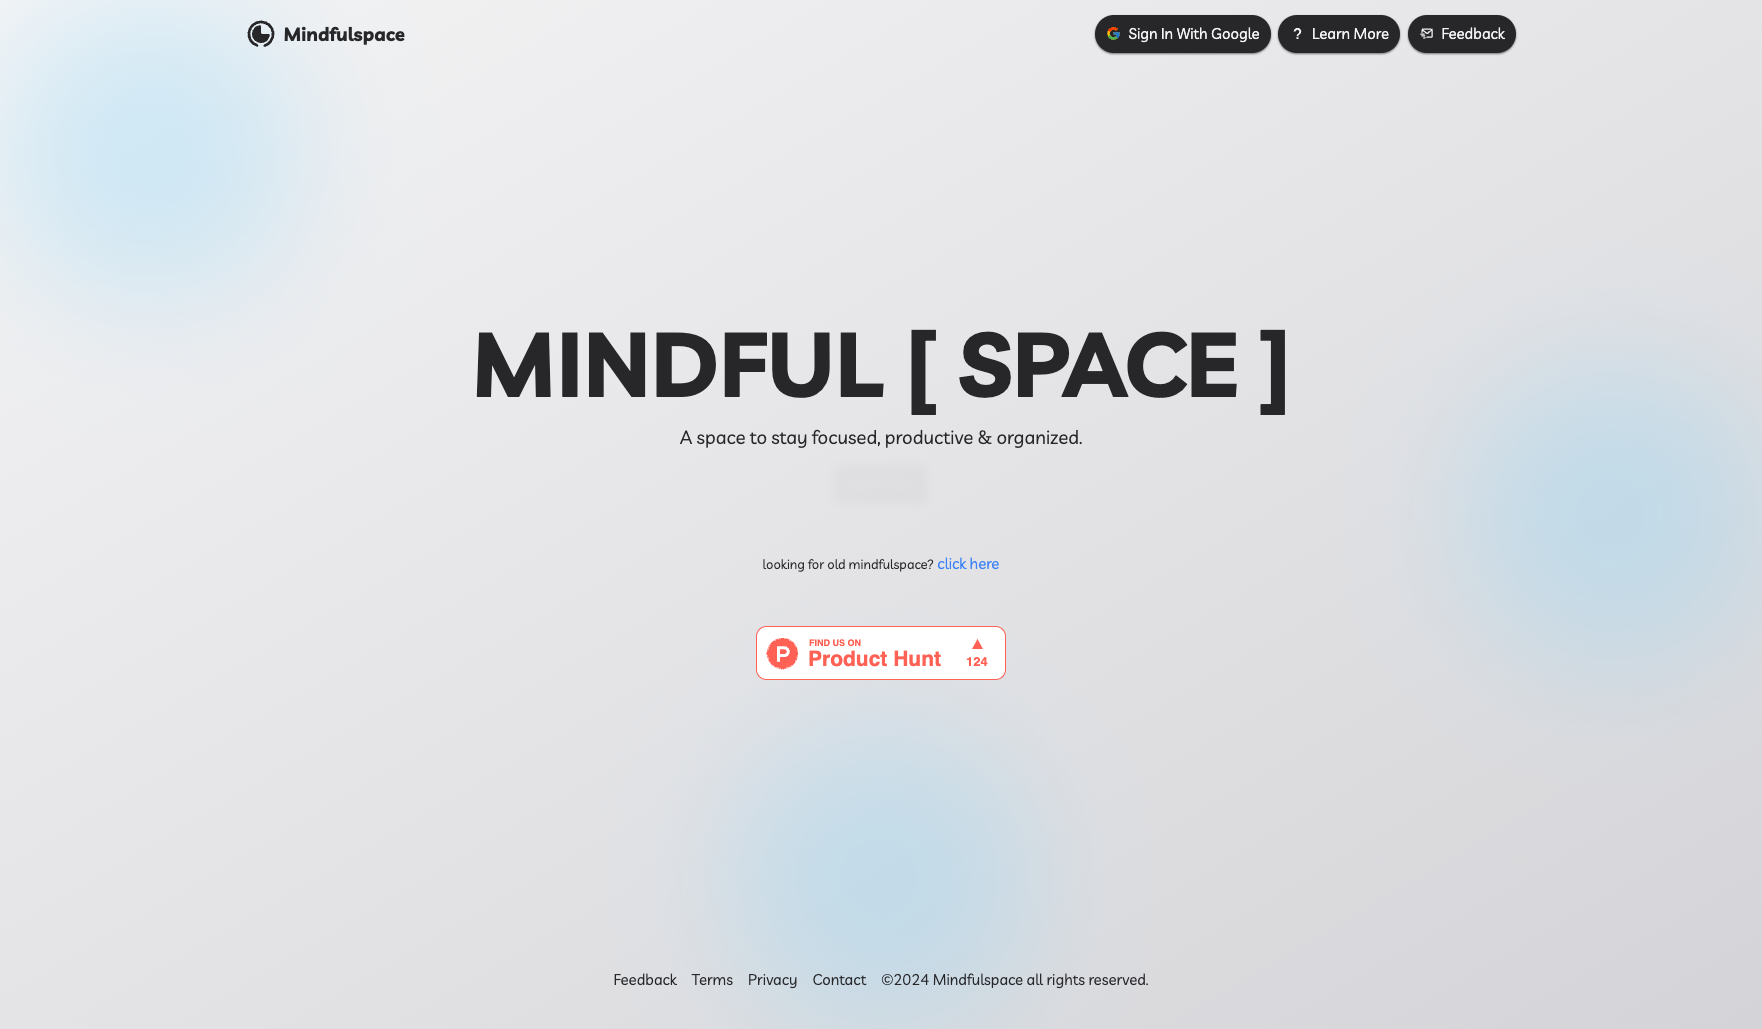 Mindfulspace
Sign In With Google
? Learn More
Feedback
MINDFUL [ SPACE ]
A space to stay focused, productive & organized.
looking for old mindfulspace? click here
P
FIND US ON
Product Hunt
▲
124
Feedback Terms Privacy Contact ©2024 Mindfulspace all rights reserved.